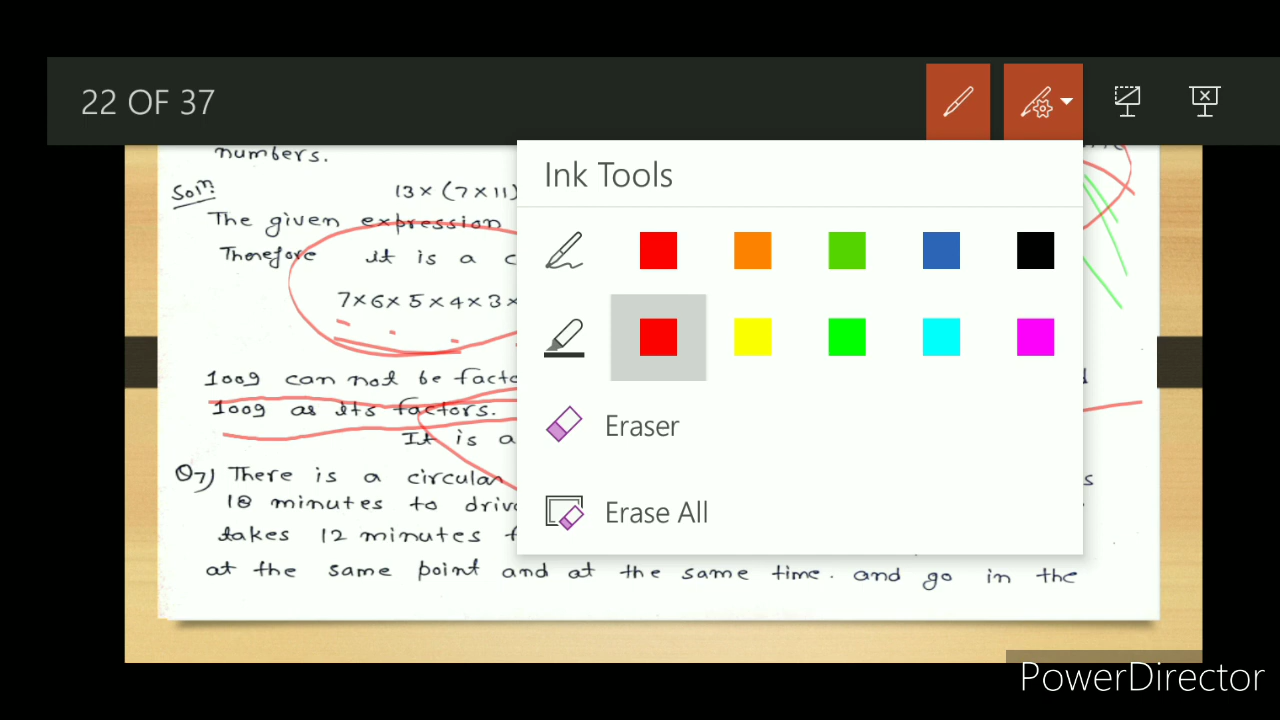 22 OF 37
numbers.
Soln
13 × (7 × 11)
The given expression
Therefore it is a c
7×6×5×4×3×
1009 can not be facto
1009 as its factors.
It is a
Q7) There is a circular s
18 minutes to driv
takes 12 minutes f
at the same point and at the same time. and go in the
Ink Tools
Eraser
Erase All
PowerDirector